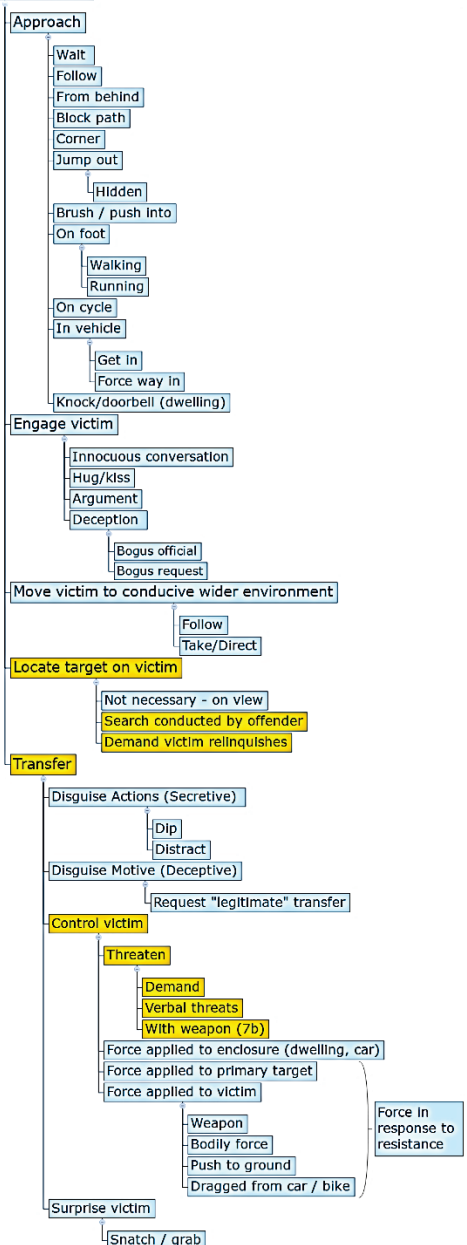 Approach
Wait
Follow
From behind
Block path
Corner
Jump out
Hidden
Brush / push into
On foot
Walking
Running
On cycle
In vehicle
Get in
Force way in
Knock/doorbell (dwelling)
Engage victim
Innocuous conversation
Hug/kiss
Argument
Deception
Bogus official
Bogus request
Move victim to conducive wider environment
Follow
Take/Direct
Locate target on victim
Not necessary - on view
Search conducted by offender
Demand victim relinquishes
Transfer
Disguise Actions (Secretive)
Dip
Distract
Disguise Motive (Deceptive)
Request "legitimate" transfer
Control victim
Threaten
Demand
Verbal threats
With weapon (7b)
Force applied to enclosure (dwelling, car)
Force applied to primary target
Force applied to victim
Weapon
Bodily force
Push to ground
Dragged from car / bike
Force in
response to
resistance
Surprise victim
Snatch / grab